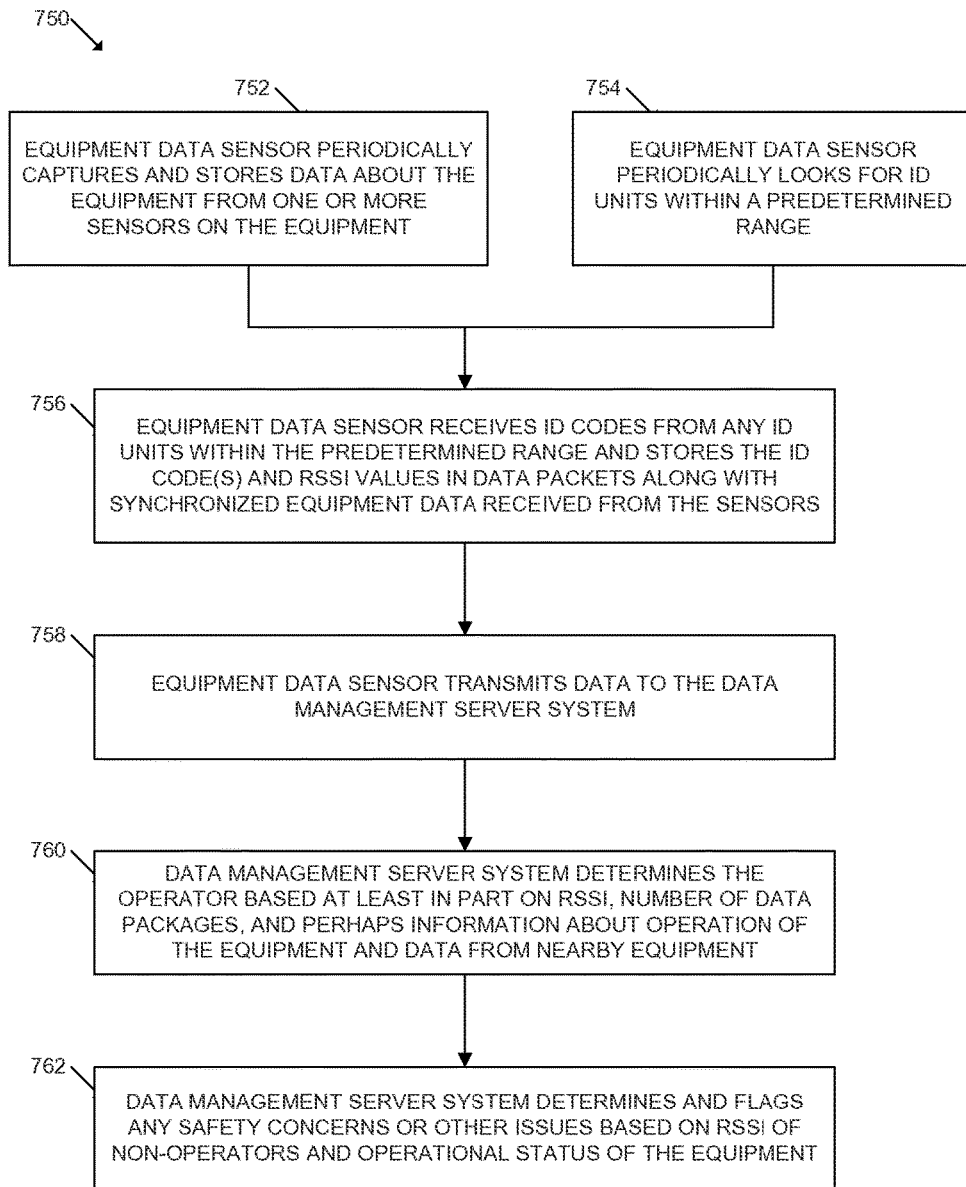 750
752
EQUIPMENT DATA SENSOR PERIODICALLY
CAPTURES AND STORES DATA ABOUT THE
EQUIPMENT FROM ONE OR MORE
SENSORS ON THE EQUIPMENT
754
EQUIPMENT DATA SENSOR
PERIODICALLY LOOKS FOR ID
UNITS WITHIN A PREDETERMINED
RANGE
756
EQUIPMENT DATA SENSOR RECEIVES ID CODES FROM ANY ID
UNITS WITHIN THE PREDETERMINED RANGE AND STORES THE ID
CODE(S) AND RSSI VALUES IN DATA PACKETS ALONG WITH
SYNCHRONIZED EQUIPMENT DATA RECEIVED FROM THE SENSORS
758
EQUIPMENT DATA SENSOR TRANSMITS DATA TO THE DATA
MANAGEMENT SERVER SYSTEM
760
DATA MANAGEMENT SERVER SYSTEM DETERMINES THE
OPERATOR BASED AT LEAST IN PART ON RSSI, NUMBER OF DATA
PACKAGES, AND PERHAPS INFORMATION ABOUT OPERATION OF
THE EQUIPMENT AND DATA FROM NEARBY EQUIPMENT
762
DATA MANAGEMENT SERVER SYSTEM DETERMINES AND FLAGS
ANY SAFETY CONCERNS OR OTHER ISSUES BASED ON RSSI OF
NON-OPERATORS AND OPERATIONAL STATUS OF THE EQUIPMENT